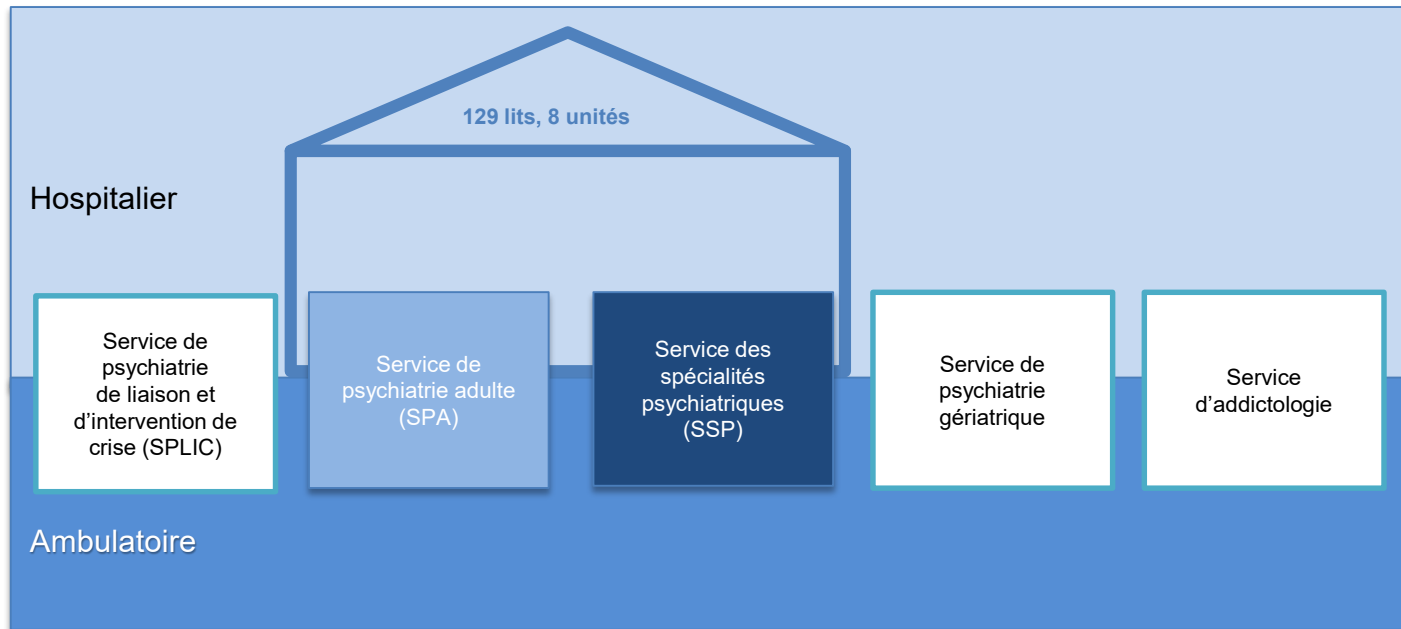 129 lits, 8 unités
Hospitalier
Service de
psychiatrie
de liaison et
d’intervention de
crise (SPLIC)
Service de
psychiatrie adulte
(SPA)
Service des
spécialités
psychiatriques
(SSP)
Service de
psychiatrie
gériatrique
Service
d’addictologie
Ambulatoire